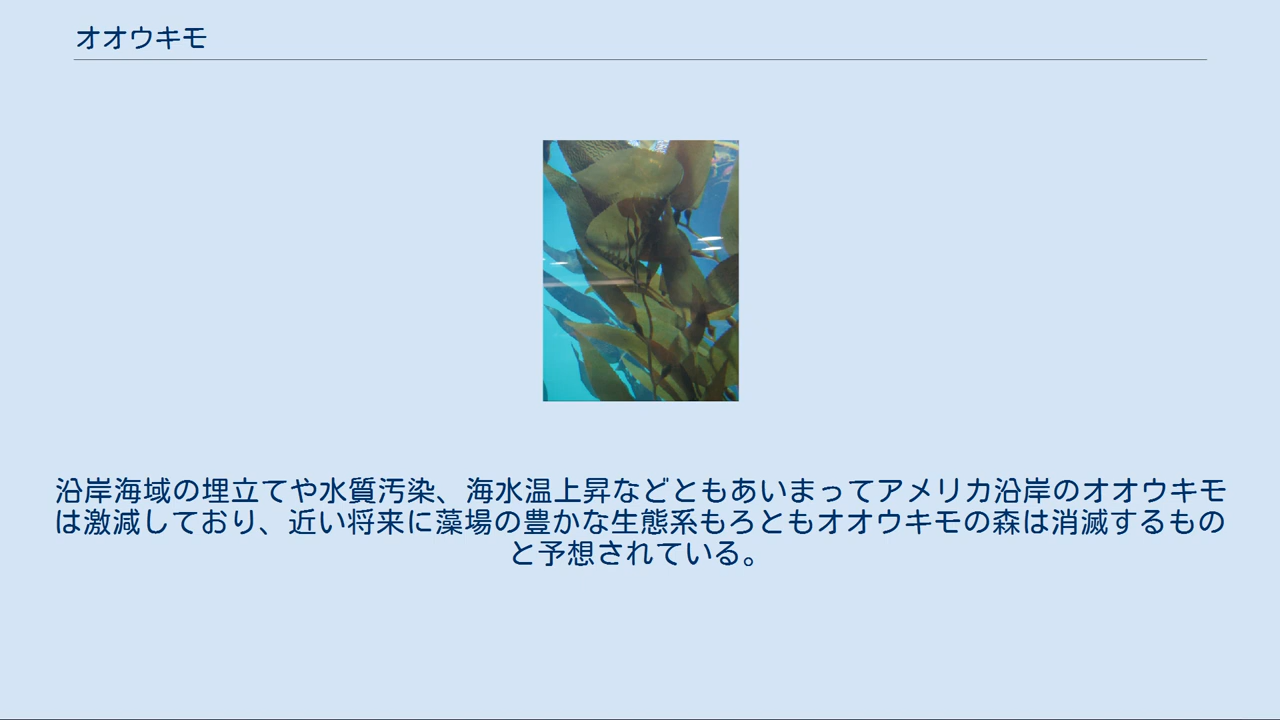 オオウキモ
沿岸海域の埋立てや水質汚染、海水温上昇などともあいまってアメリカ沿岸のオオウキモ
は激減しており、近い将来に藻場の豊かな生態系もろともオオウキモの森は消滅するもの
と予想されている。